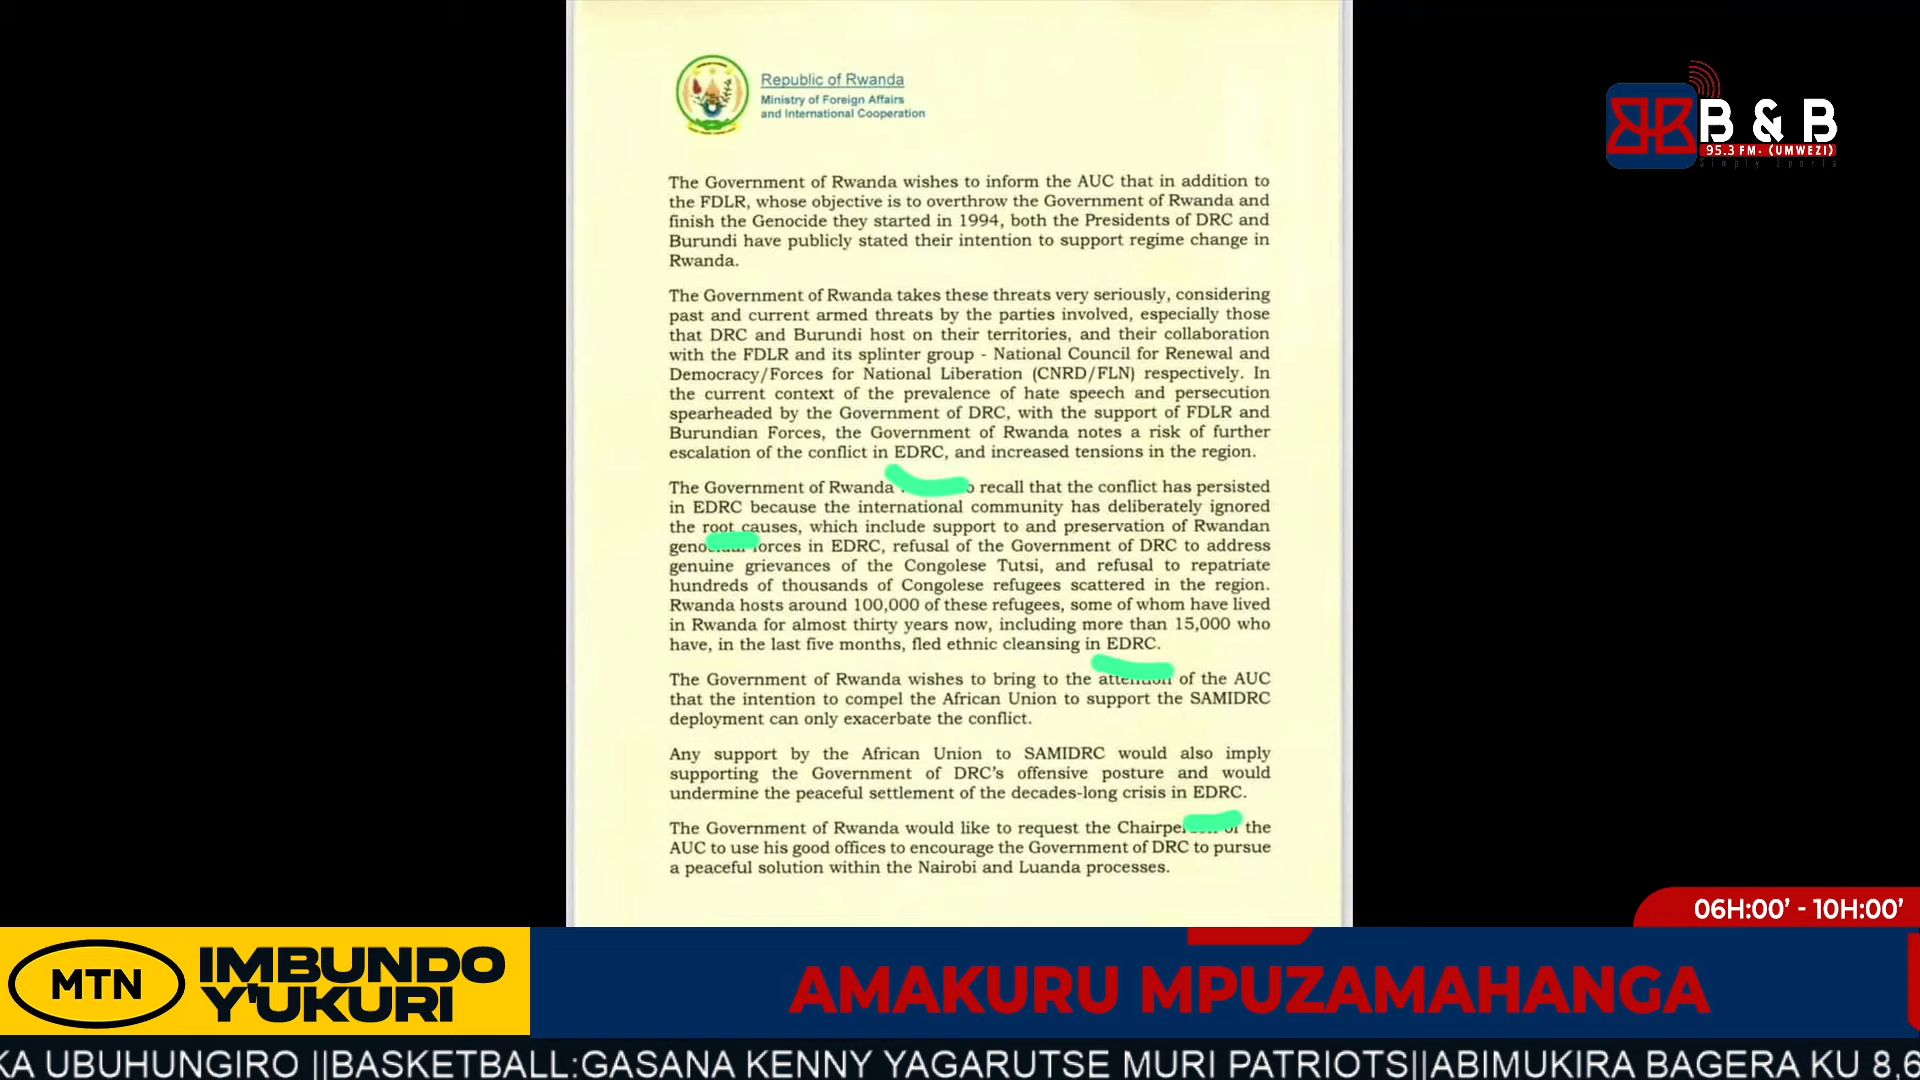 Republic of Rwanda
Ministry of Foreign Affairs
and International Cooperation
B & B
95.3 FM. (UMWEZI)
Simply Sports
The Government of Rwanda wishes to inform the AUC that in addition to
the FDLR, whose objective is to overthrow the Government of Rwanda and
finish the Genocide they started in 1994, both the Presidents of DRC and
Burundi have publicly stated their intention to support regime change in
Rwanda.
The Government of Rwanda takes these threats very seriously, considering
past and current armed threats by the parties involved, especially those
that DRC and Burundi host on their territories, and their collaboration
with the FDLR and its splinter group - National Council for Renewal and
Democracy/Forces for National Liberation (CNRD/FLN) respectively. In
the current context of the prevalence of hate speech and persecution
spearheaded by the Government of DRC, with the support of FDLR and
Burundian Forces, the Government of Rwanda notes a risk of further
escalation of the conflict in EDRC, and increased tensions in the region.
The Government of Rwanda recall that the conflict has persisted
in EDRC because the international community has deliberately ignored
the root causes, which include support to and preservation of Rwandan
forces in EDRC, refusal of the Government of DRC to address
genuine grievances of the Congolese Tutsi, and refusal to repatriate
hundreds of thousands of Congolese refugees scattered in the region.
Rwanda hosts around 100,000 of these refugees, some of whom have lived
in Rwanda for almost thirty years now, including more than 15,000 who
have, in the last five months, fled ethnic cleansing in EDRC.
The Government of Rwanda wishes to bring to the attention of the AUC
that the intention to compel the African Union to support the SAMIDRC
deployment can only exacerbate the conflict.
Any support by the African Union to SAMIDRC would also imply
supporting the Government of DRC's offensive posture and would
undermine the peaceful settlement of the decades-long crisis in EDRC.
The Government of Rwanda would like to request the Chairperson of the
AUC to use his good offices to encourage the Government of DRC to pursue
a peaceful solution within the Nairobi and Luanda processes.
06H:00' - 10H:00'
MTN
IMBUNDO
Y'UKURI
AMAKURU MPUZAMAHANGA
KA UBUHUNGIRO ||BASKETBALL:GASANA KENNY YAGARUTSE MURI PATRIOTS||ABIMUKIRA BAGERA KU 8,6